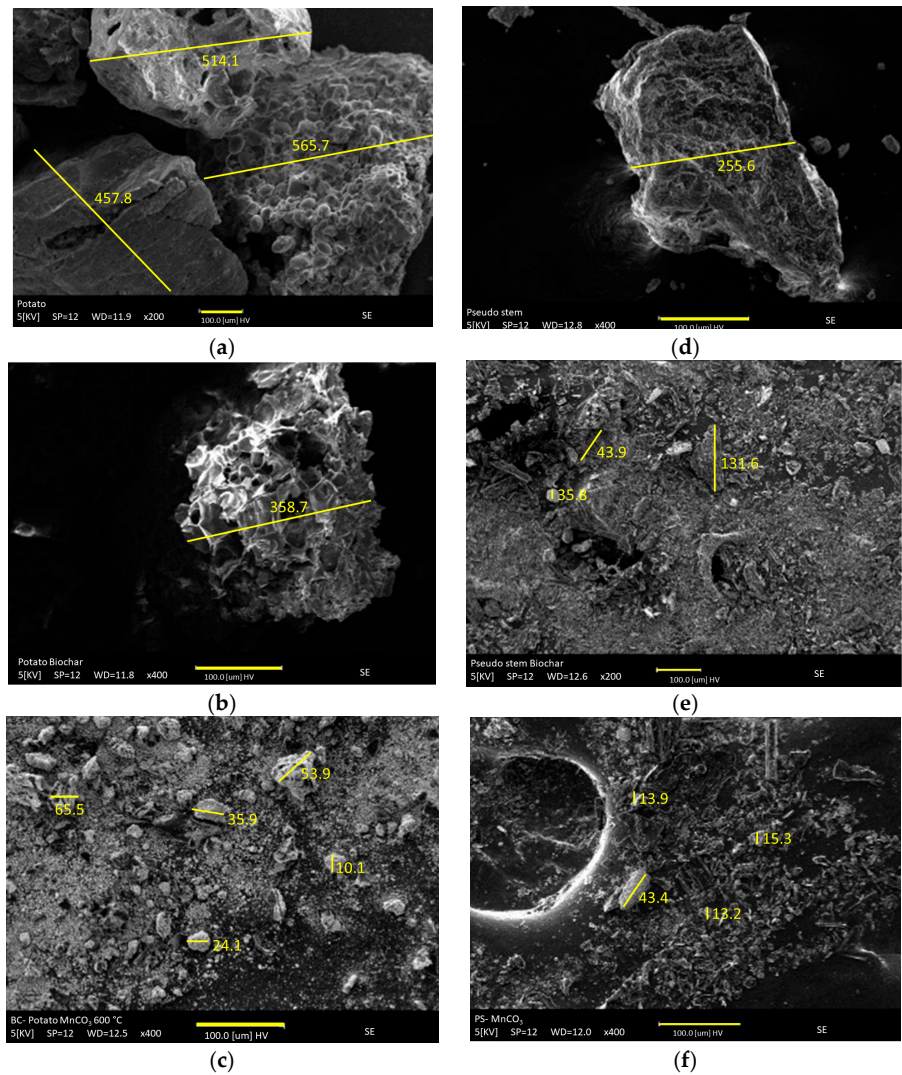 514.1
565.7
457.8
Potato
5[KV] SP=12 WD=11.9 x200 100.0 [um] HV SE
(a)
255.6
Pseudo stem
5[KV] SP=12 WD=12.8 x400 100.0 [um] HV SE
(d)
358.7
Potato Biochar
5[KV] SP=12 WD=11.8 x400 100.0 [um] HV SE
(b)
43.9
131.6
35.8
Pseudo stem Biochar
5[KV] SP=12 WD=12.6 x200 100.0 [um] HV SE
(e)
53.9
65.5
35.9
10.1
24.1
BC- Potato MnCO₃ 600 °C
5[KV] SP=12 WD=12.5 x400 100.0 [um] HV SE
(c)
13.9
15.3
43.4
13.2
PS- MnCO₃
5[KV] SP=12 WD=12.0 x400 100.0 [um] HV SE
(f)